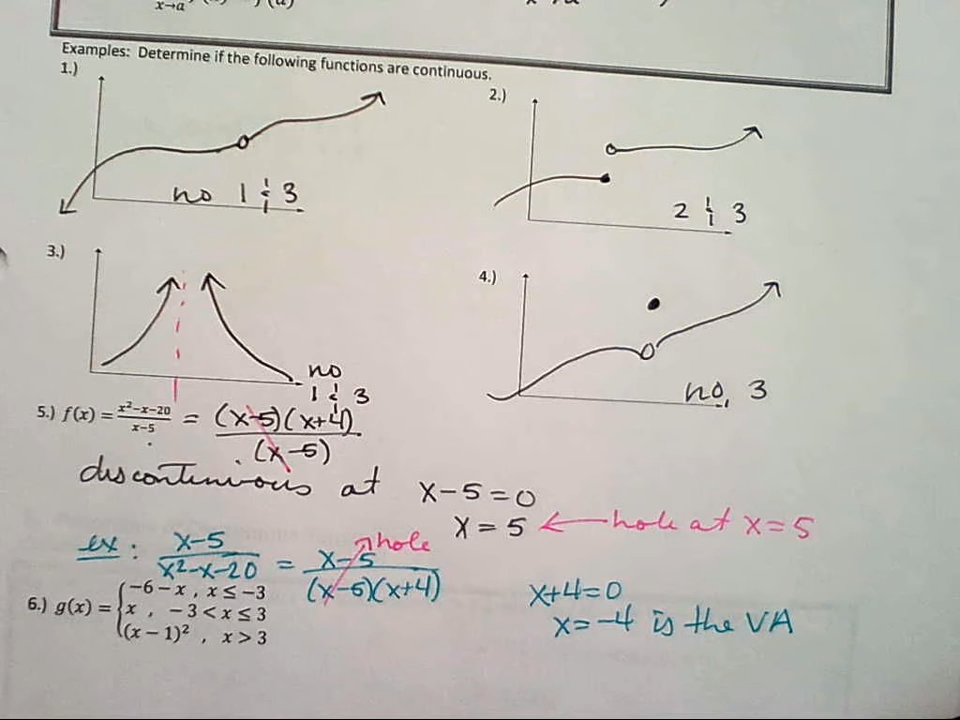 x→a
Examples: Determine if the following functions are continuous.
1.)
no 1 & 3
2.)
2 & 3
3.)
no
1 & 3
4.)
no, 3
5.) f(x) = x²-x-20 / x-5 = (x-5)(x+4) / (x-5)
discontinuous at x-5=0
x = 5 ← hole at x=5
ex : x-5 / x²-x-20 = x-5 / (x-5)(x+4) ↗hole
x+4=0
x=-4 is the VA
6.) g(x) = { -6 - x , x ≤ -3
x , -3 < x ≤ 3
(x - 1)² , x > 3